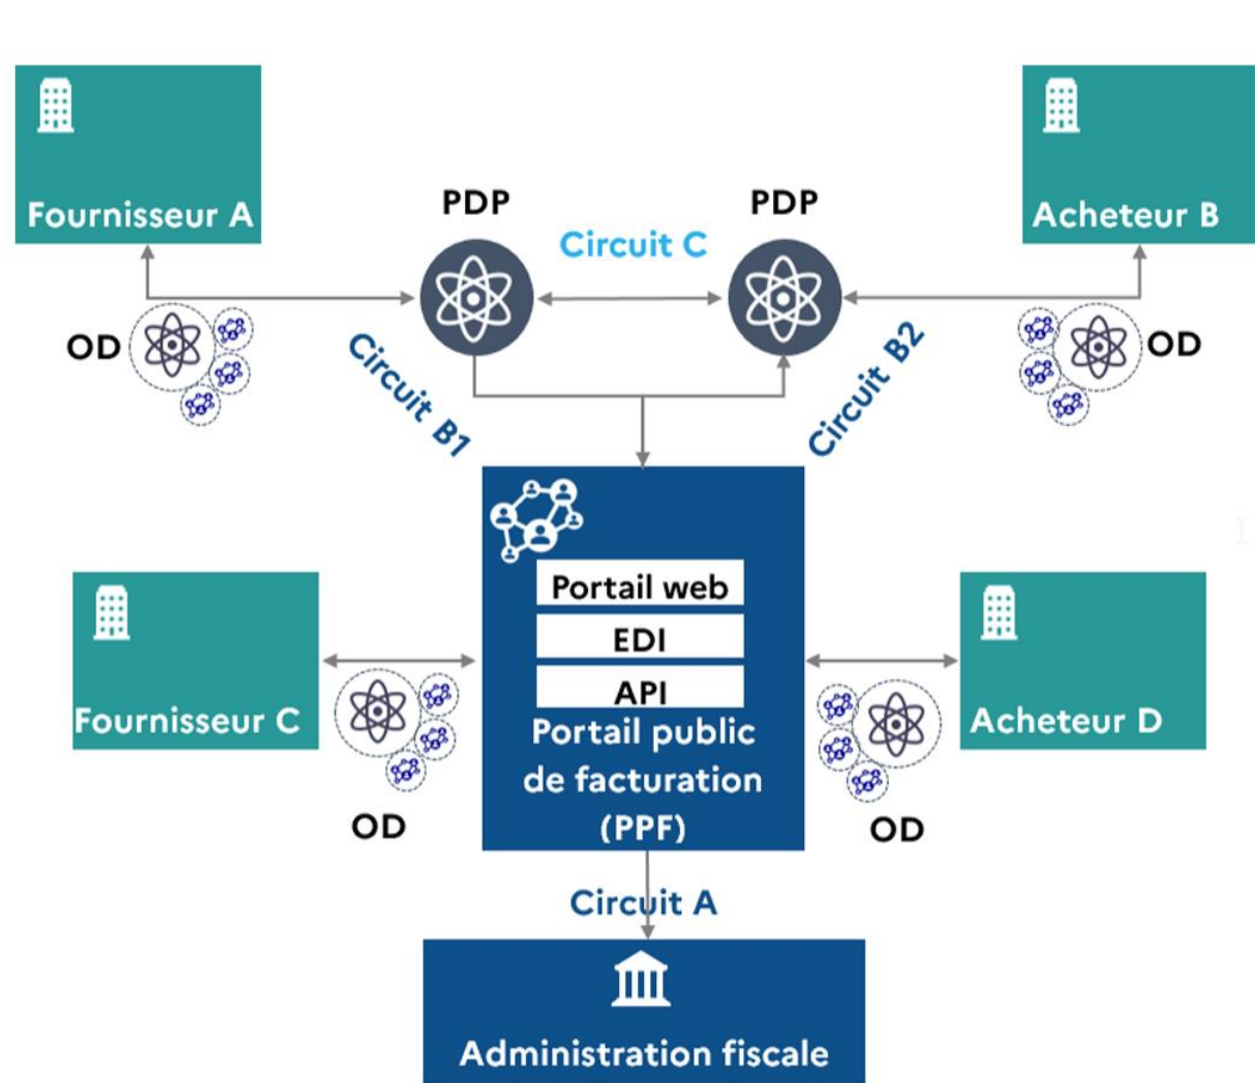 PDP
PDP
Fournisseur A
Circuit C
Acheteur B
OD
Circuit B1
Circuit B2
OD
Portail web
EDI
API
Fournisseur C
Portail public
de facturation
(PPF)
Acheteur D
OD
OD
Circuit A
Administration fiscale